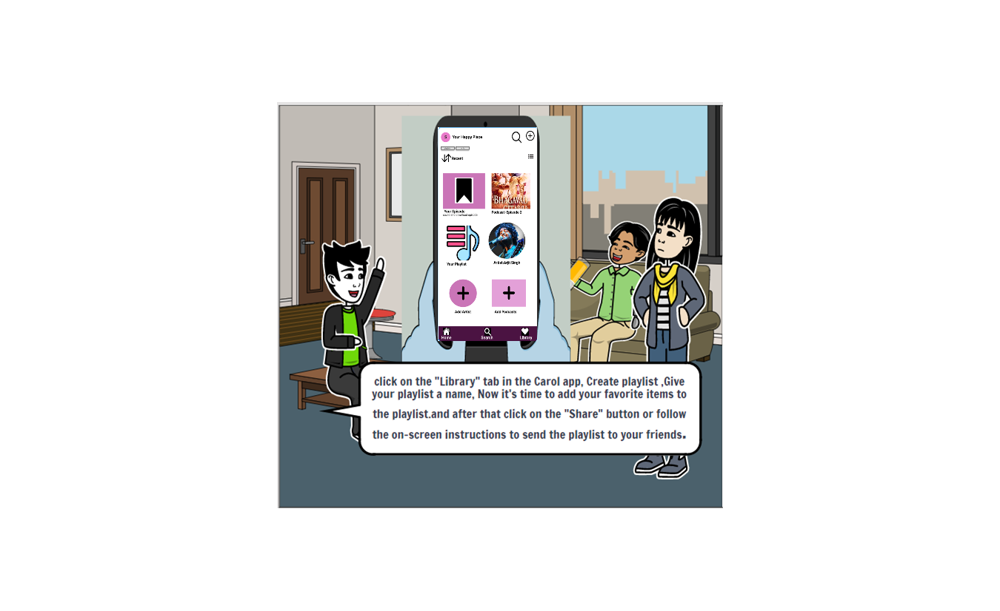 S Your Happy Place
Recent
BHAGAVAD
Your Episode
Podcast-Episode 2
Your Playlist
Artist:Arjit Singh
Add Artist
Add Podcasts
Home
Search
Library
click on the "Library" tab in the Carol app, Create playlist ,Give
your playlist a name, Now it's time to add your favorite items to
the playlist.and after that click on the "Share" button or follow
the on-screen instructions to send the playlist to your friends.